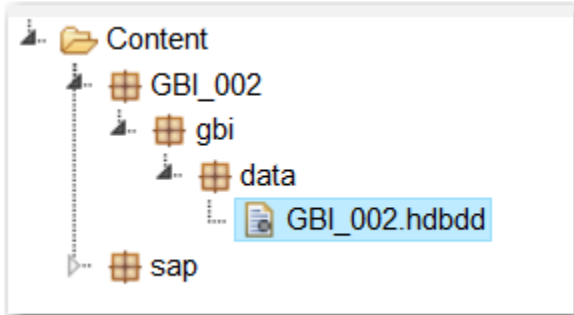 Content
GBI_002
gbi
data
GBI_002.hdbdd
sap